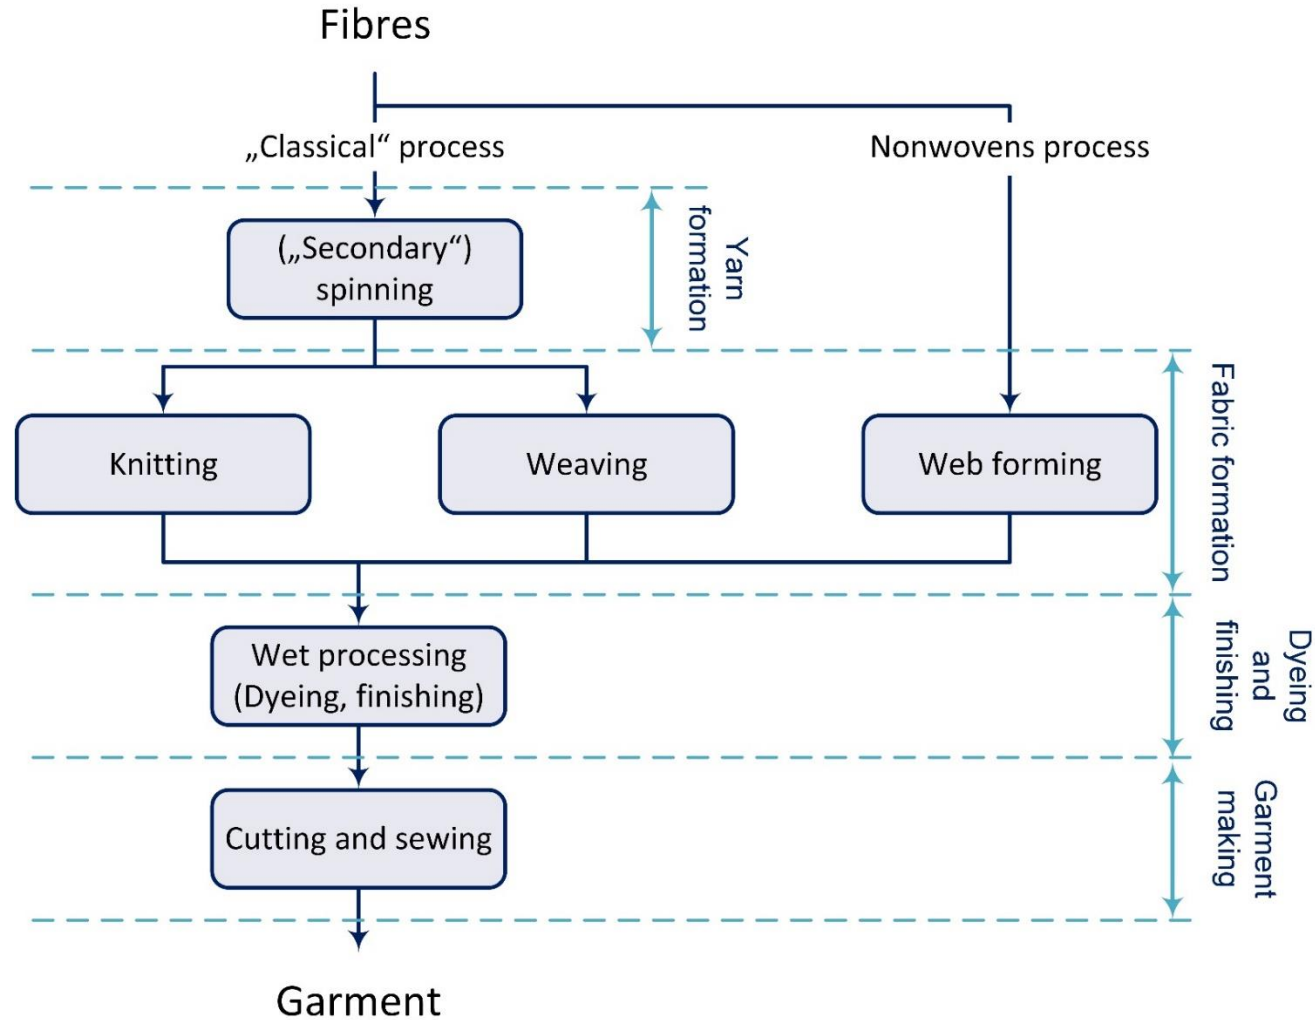 Fibres
„Classical“ process
Nonwovens process
(„Secondary“)
spinning
Yarn
formation
Knitting
Weaving
Web forming
Fabric formation
Wet processing
(Dyeing, finishing)
Dyeing
and
finishing
Cutting and sewing
Garment
making
Garment